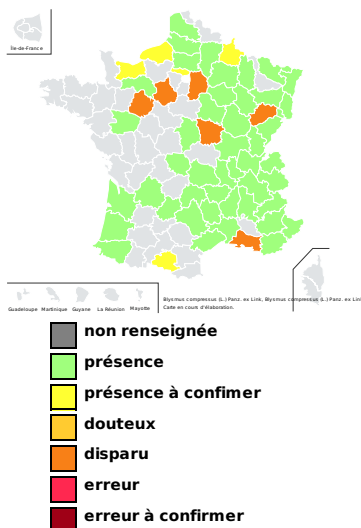 Île-de-France
Guadeloupe Martinique Guyane La Réunion Mayotte
Blysmus compressus (L.) Panz. ex Link, Blysmus compressus (L.) Panz. ex Link
Carte en cours d'élaboration.
non renseignée
présence
présence à confimer
douteux
disparu
erreur
erreur à confirmer